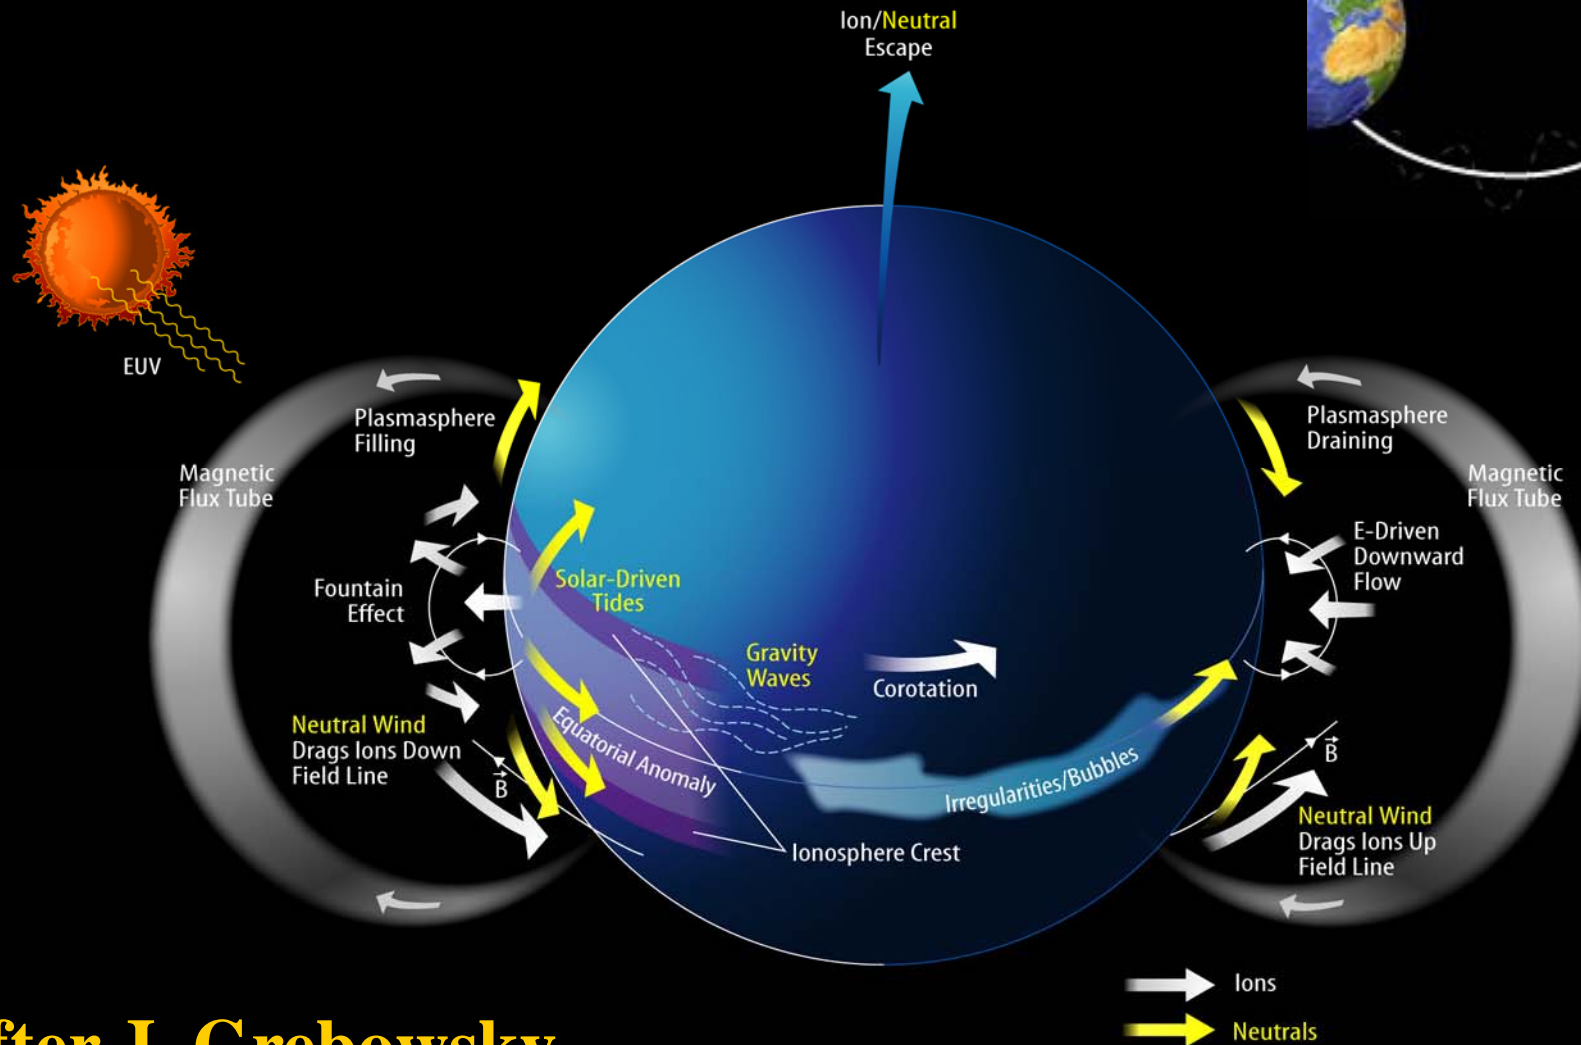 Ion/Neutral
Escape
EUV
Plasmasphere
Filling
Magnetic
Flux Tube
Fountain
Effect
Neutral Wind
Drags Ions Down
Field Line
B
Solar-Driven
Tides
Gravity
Waves
Corotation
Equatorial Anomaly
Irregularities/Bubbles
Ionosphere Crest
Plasmasphere
Draining
Magnetic
Flux Tube
E-Driven
Downward
Flow
B
Neutral Wind
Drags Ions Up
Field Line
Ions
Neutrals
J. Grebowsky